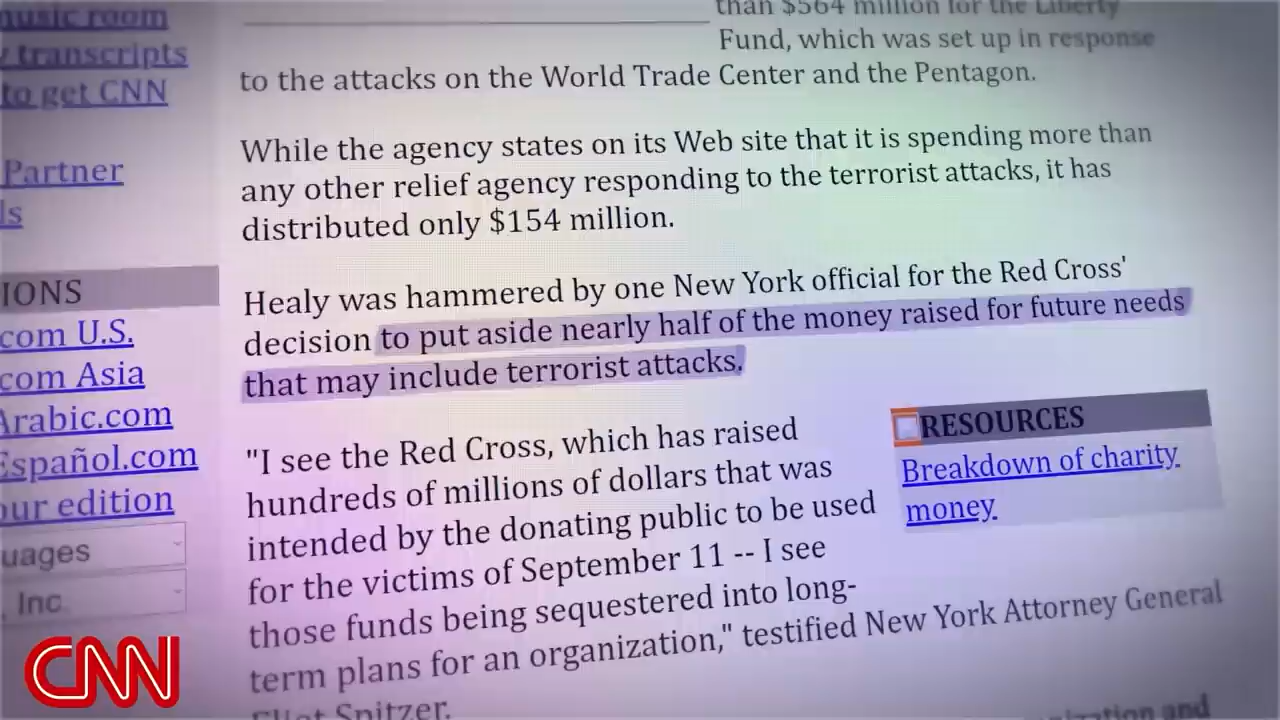 music room
transcripts
to get CNN
Partner
ls
IONS
com U.S.
com Asia
Arabic.com
Español.com
our edition
uages
, Inc.
than $564 million for the Liberty
Fund, which was set up in response
to the attacks on the World Trade Center and the Pentagon.
While the agency states on its Web site that it is spending more than
any other relief agency responding to the terrorist attacks, it has
distributed only $154 million.
Healy was hammered by one New York official for the Red Cross'
decision to put aside nearly half of the money raised for future needs
that may include terrorist attacks.
"I see the Red Cross, which has raised
hundreds of millions of dollars that was
intended by the donating public to be used
for the victims of September 11 -- I see
those funds being sequestered into long-
term plans for an organization," testified New York Attorney General
Eliot Spitzer.
RESOURCES
Breakdown of charity
money.
and
CNN